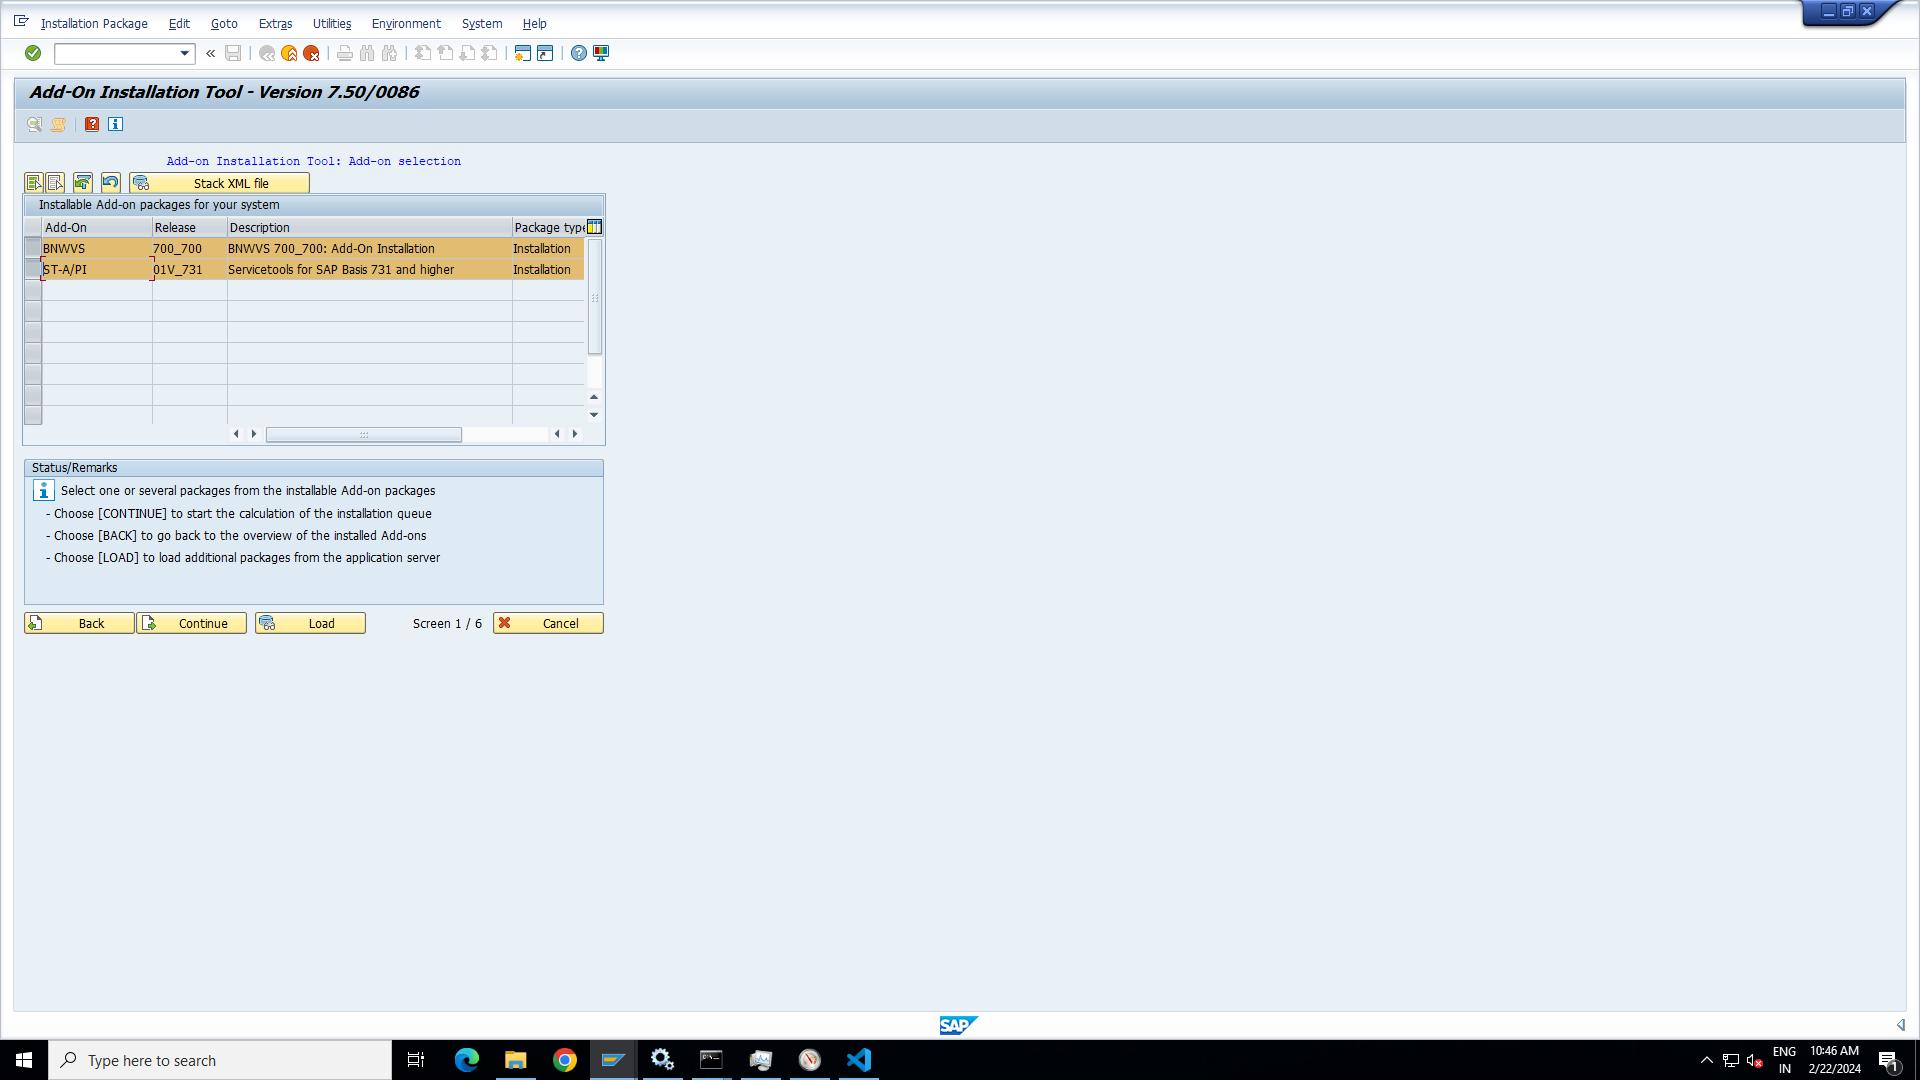 Installation Package Edit Goto Extras Utilities Environment System Help
Add-On Installation Tool - Version 7.50/0086
Add-on Installation Tool: Add-on selection
Stack XML file
Installable Add-on packages for your system
Add-On Release Description Package type
BNWVS 700_700 BNWVS 700_700: Add-On Installation Installation
ST-A/PI 01V_731 Servicetools for SAP Basis 731 and higher Installation
Status/Remarks
Select one or several packages from the installable Add-on packages
- Choose [CONTINUE] to start the calculation of the installation queue
- Choose [BACK] to go back to the overview of the installed Add-ons
- Choose [LOAD] to load additional packages from the application server
Back Continue Load Screen 1 / 6 Cancel
SAP
Type here to search
ENG
IN
10:46 AM
2/22/2024
1